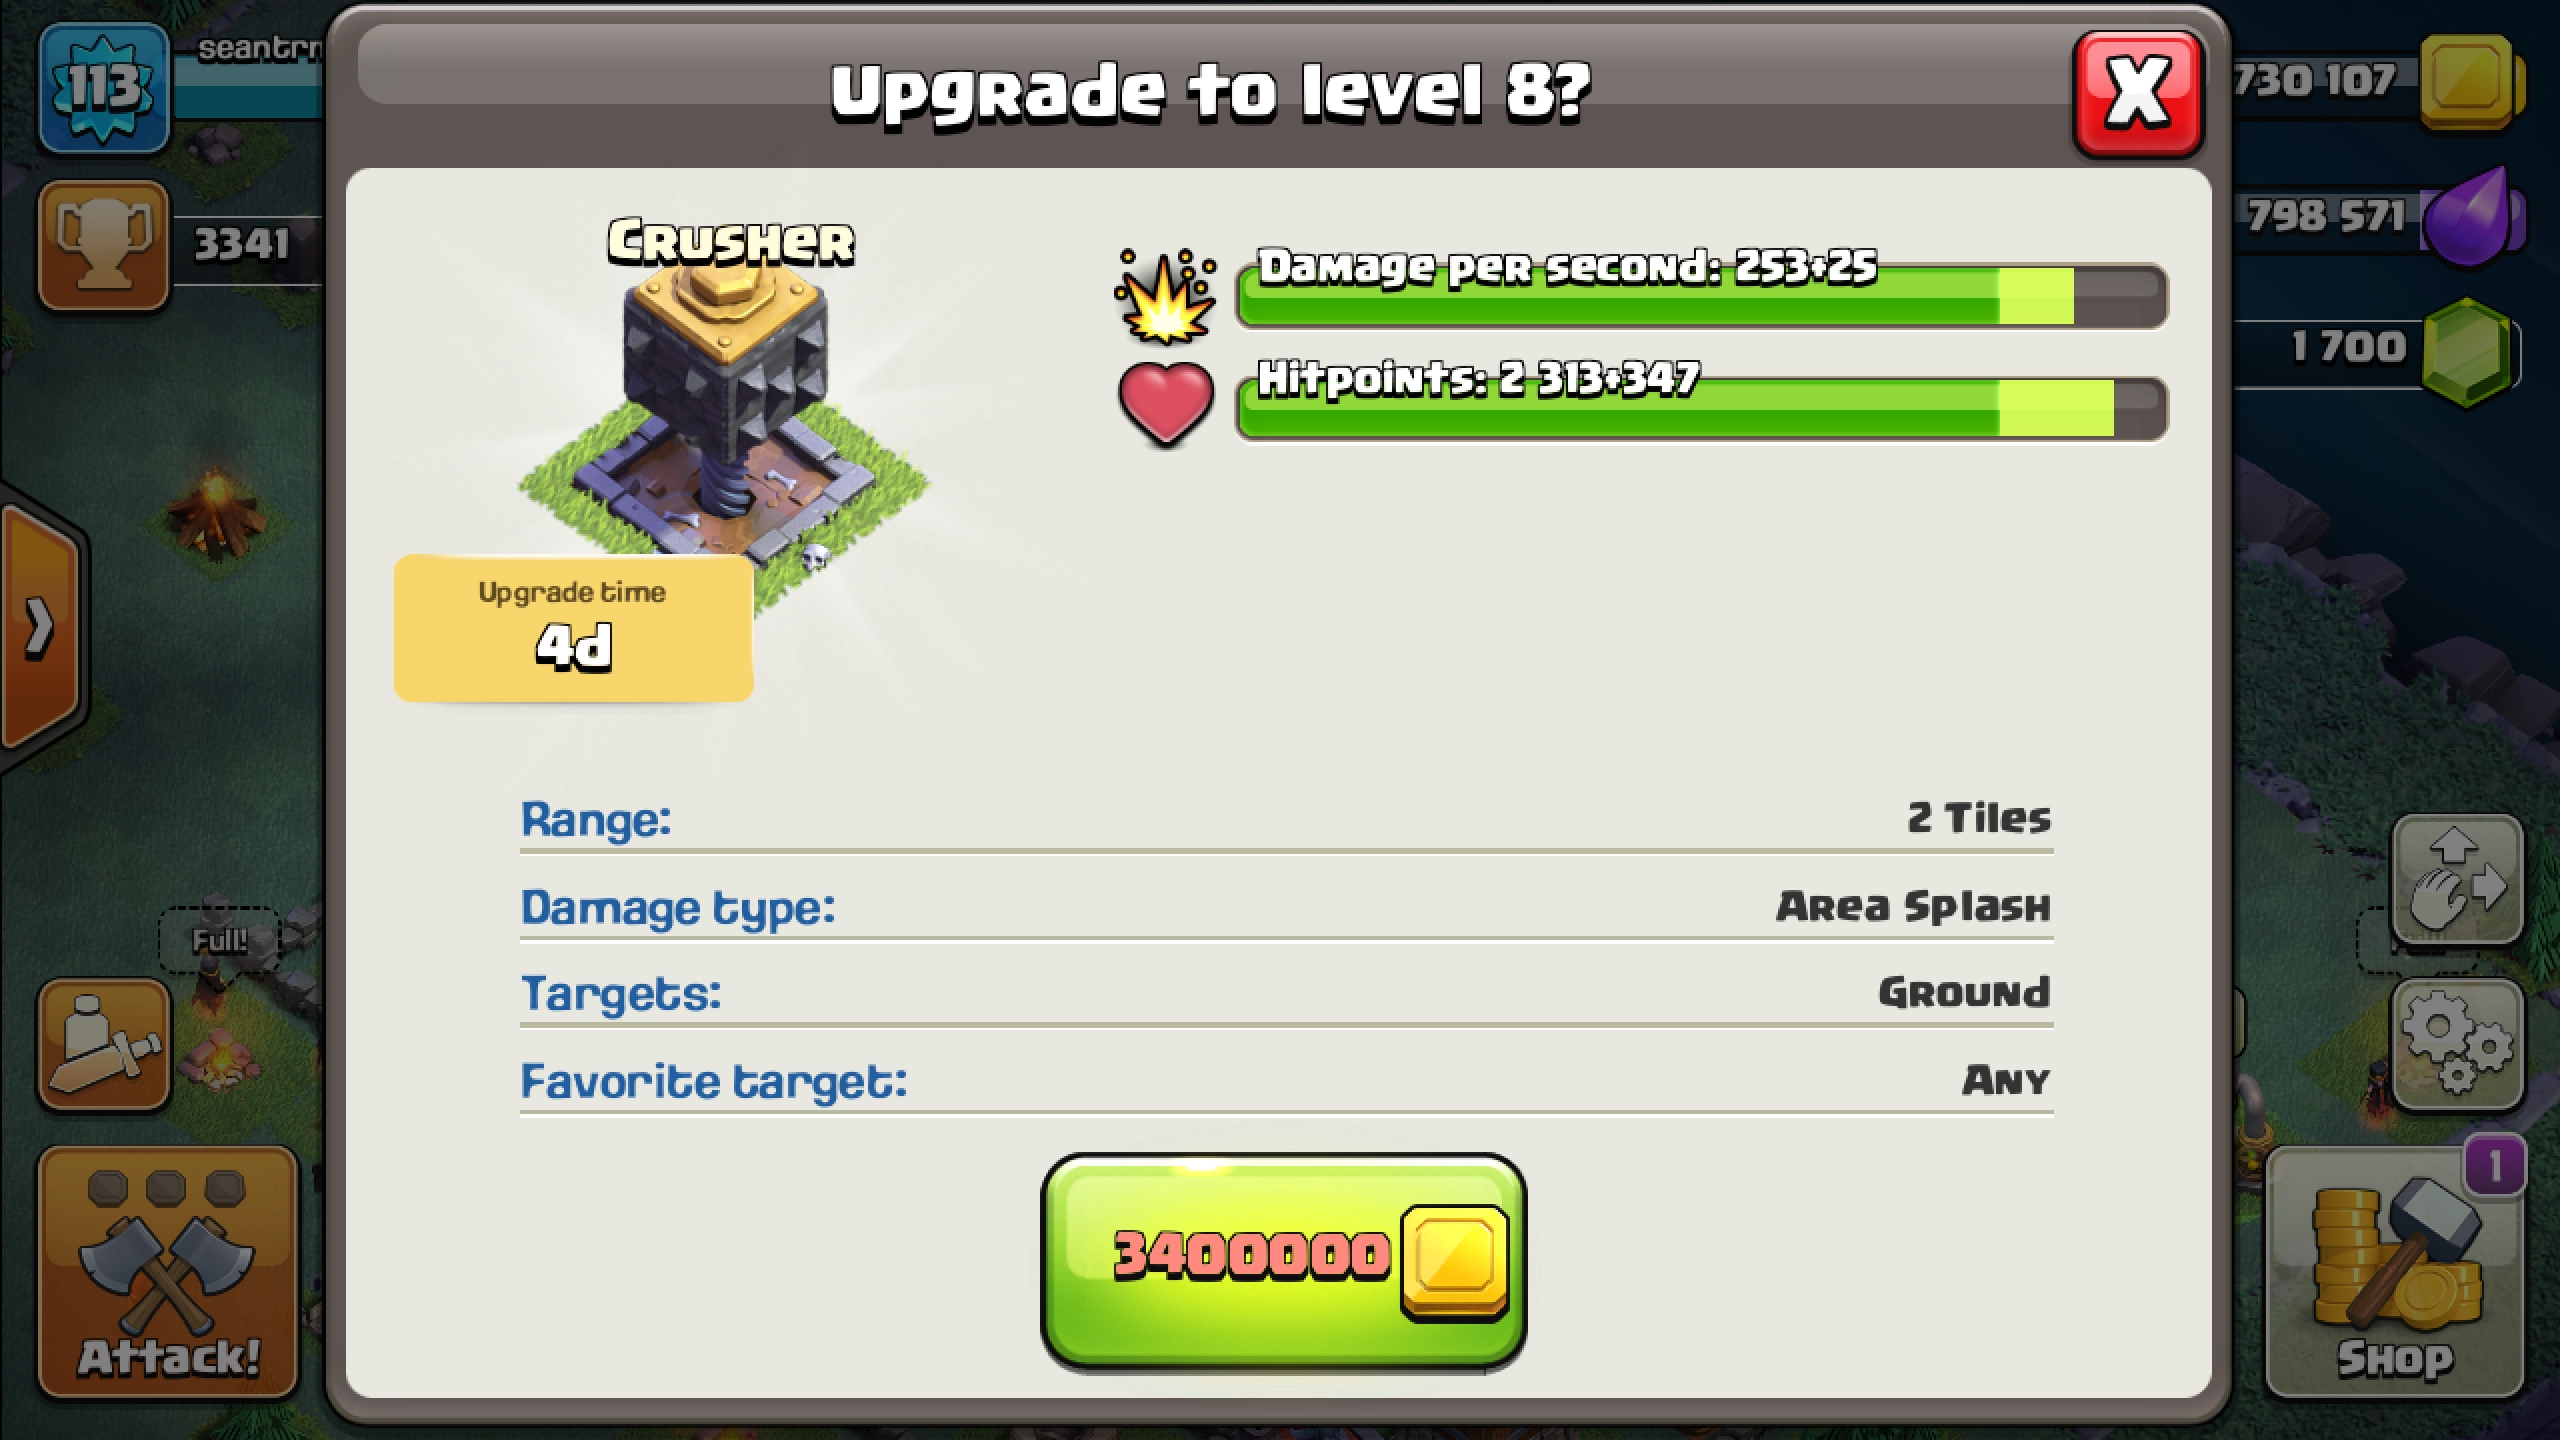 113
Upgrade to level 8?
X
730 107
3341
798 571
1 700
Crusher
Damage per second: 253+25
Hitpoints: 2 313+347
Upgrade time
4d
Range: 2 Tiles
Damage type: Area Splash
Targets: Ground
Favorite target: Any
Full!
3400000
Attack!
1
Shop